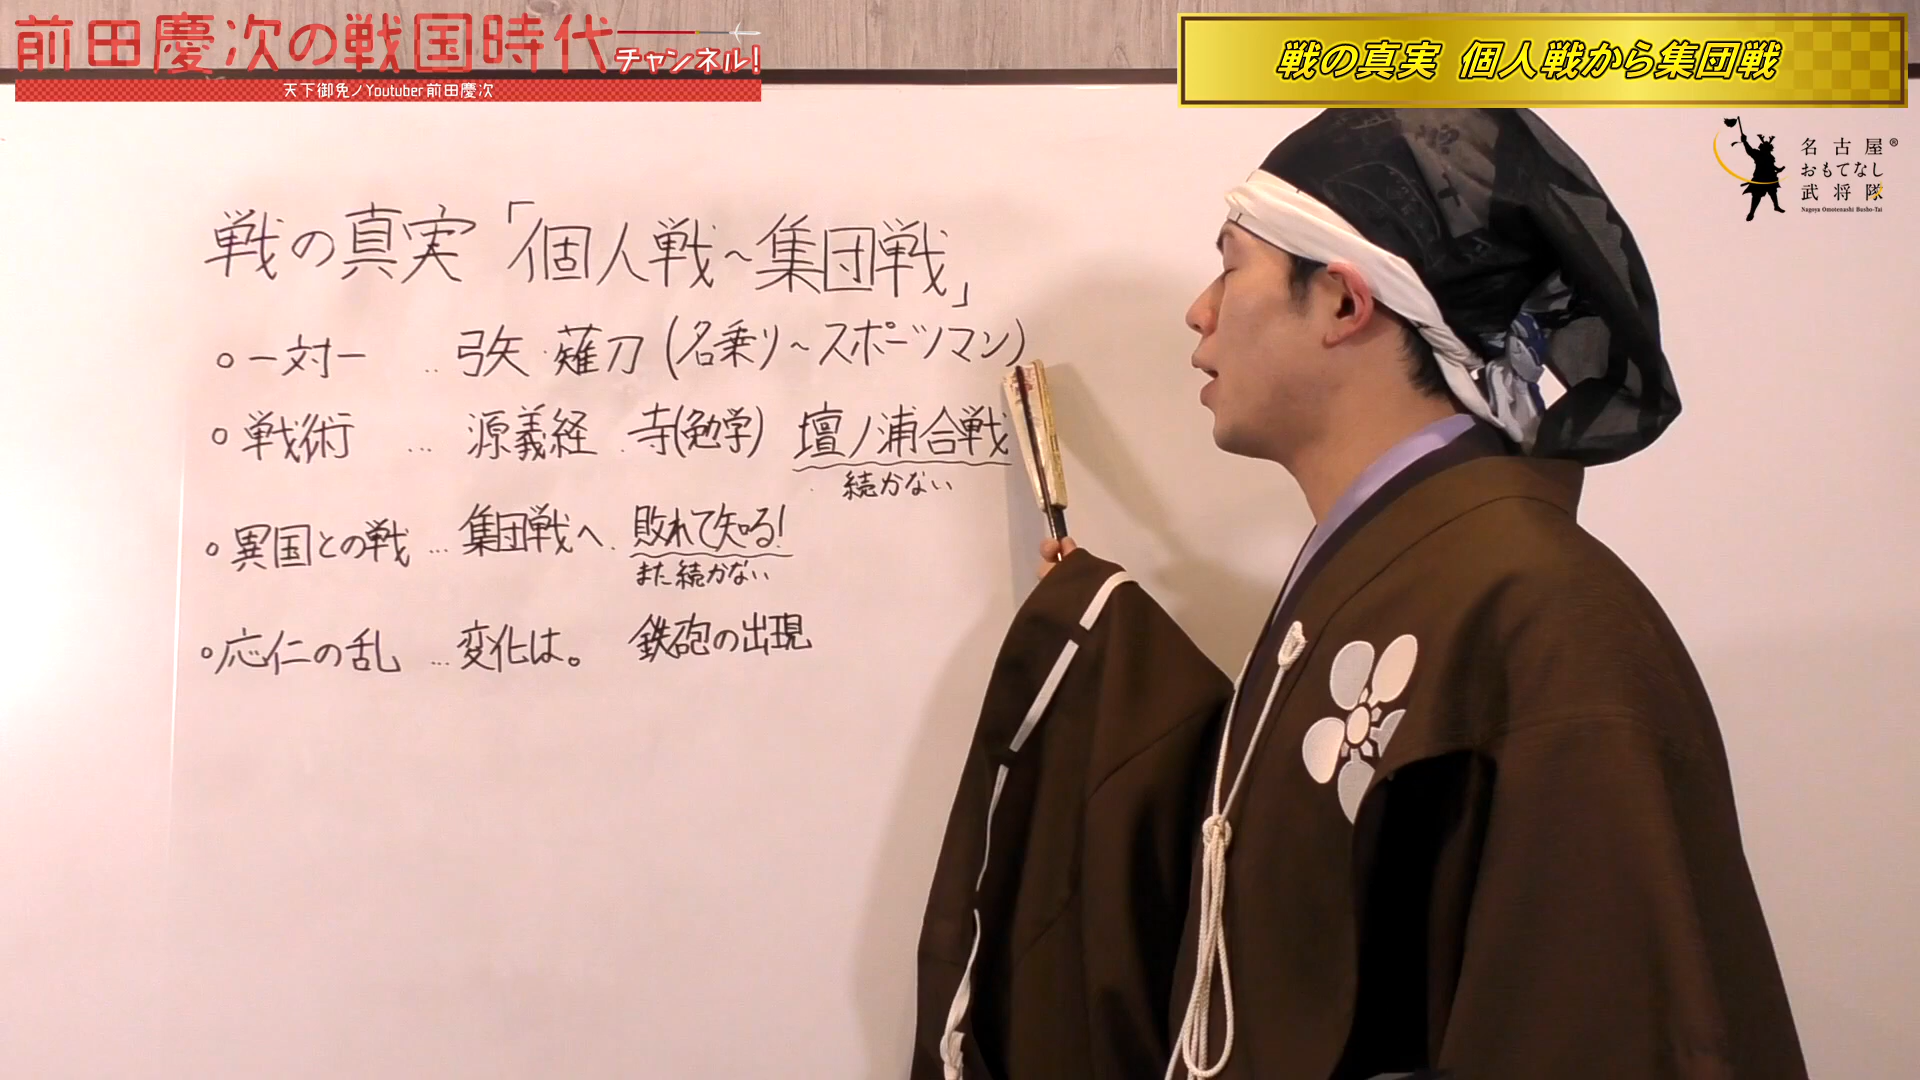 前田慶次の戦国時代チャンネル!
天下御免ノYoutuber前田慶次
戦の真実 個人戦から集団戦
名古屋®
おもてなし
武将隊
Nagoya Omotenashi Busho-Tai
戦の真実「個人戦~集団戦」
○一対一 … 弓矢・薙刀(名乗り~スポーツマン)
○戦術 … 源義経 . 寺(勉学) 壇ノ浦合戦
続かない
○異国との戦 … 集団戦へ. 敗れて知る!
また続かない
○応仁の乱 … 変化は。 鉄砲の出現